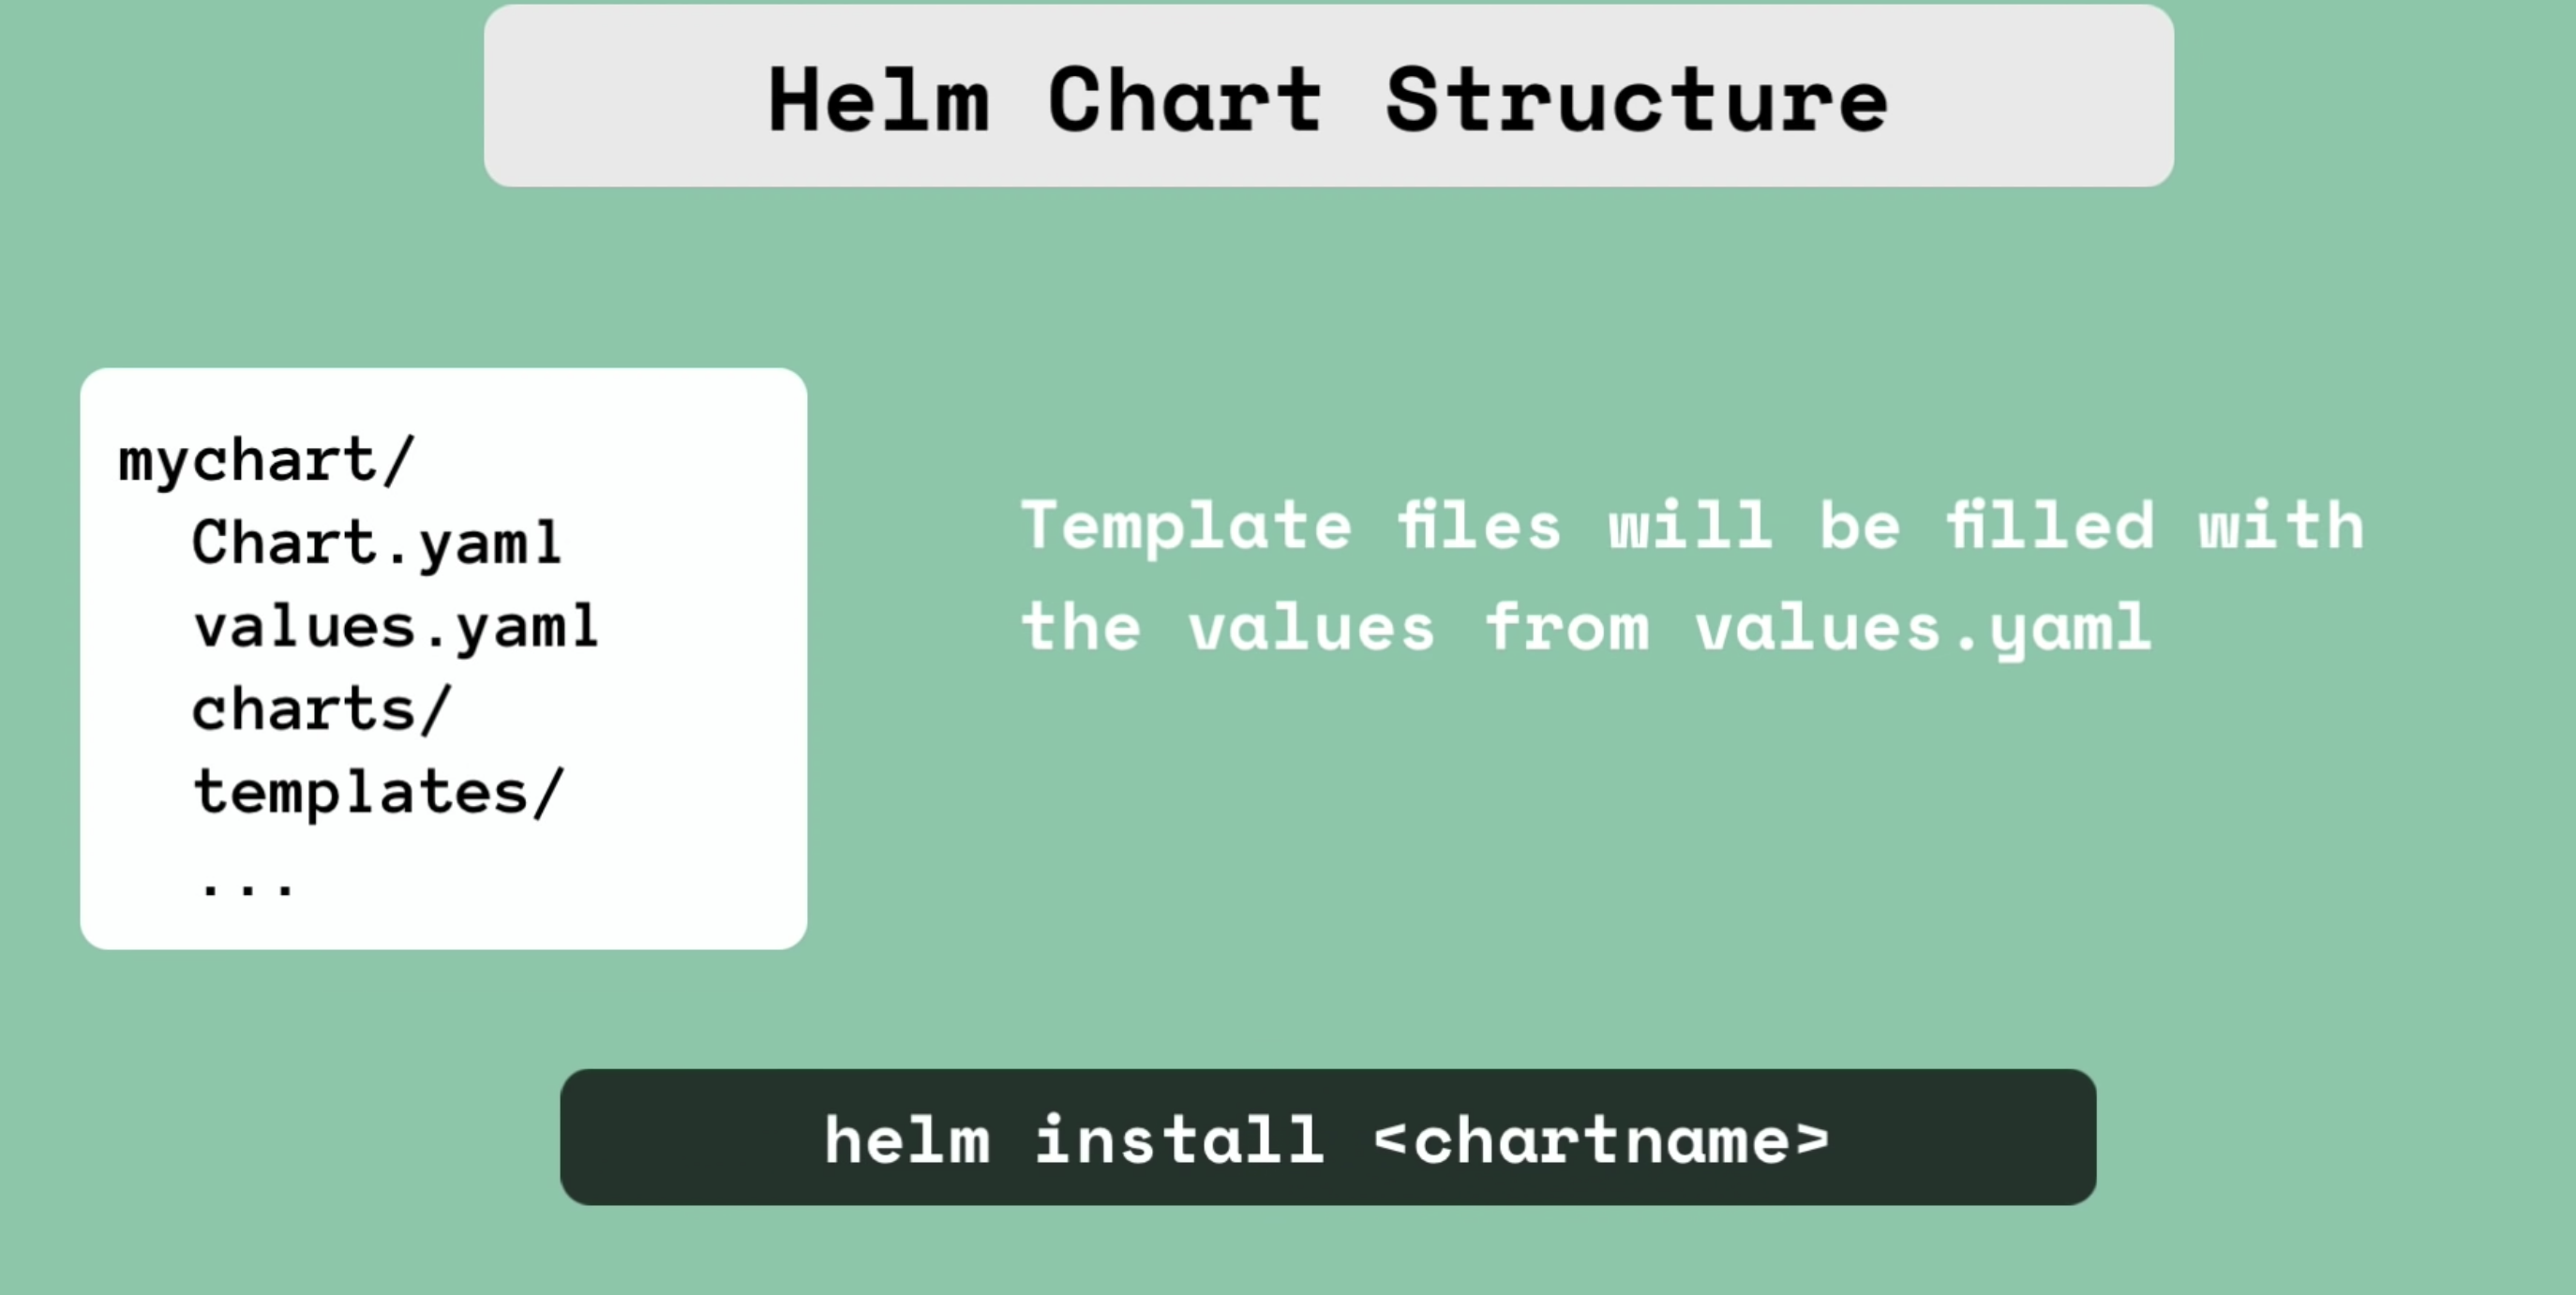 Helm Chart Structure
mychart/
Chart.yaml
values.yaml
charts/
templates/
...
Template files will be filled with
the values from values.yaml
helm install <chartname>